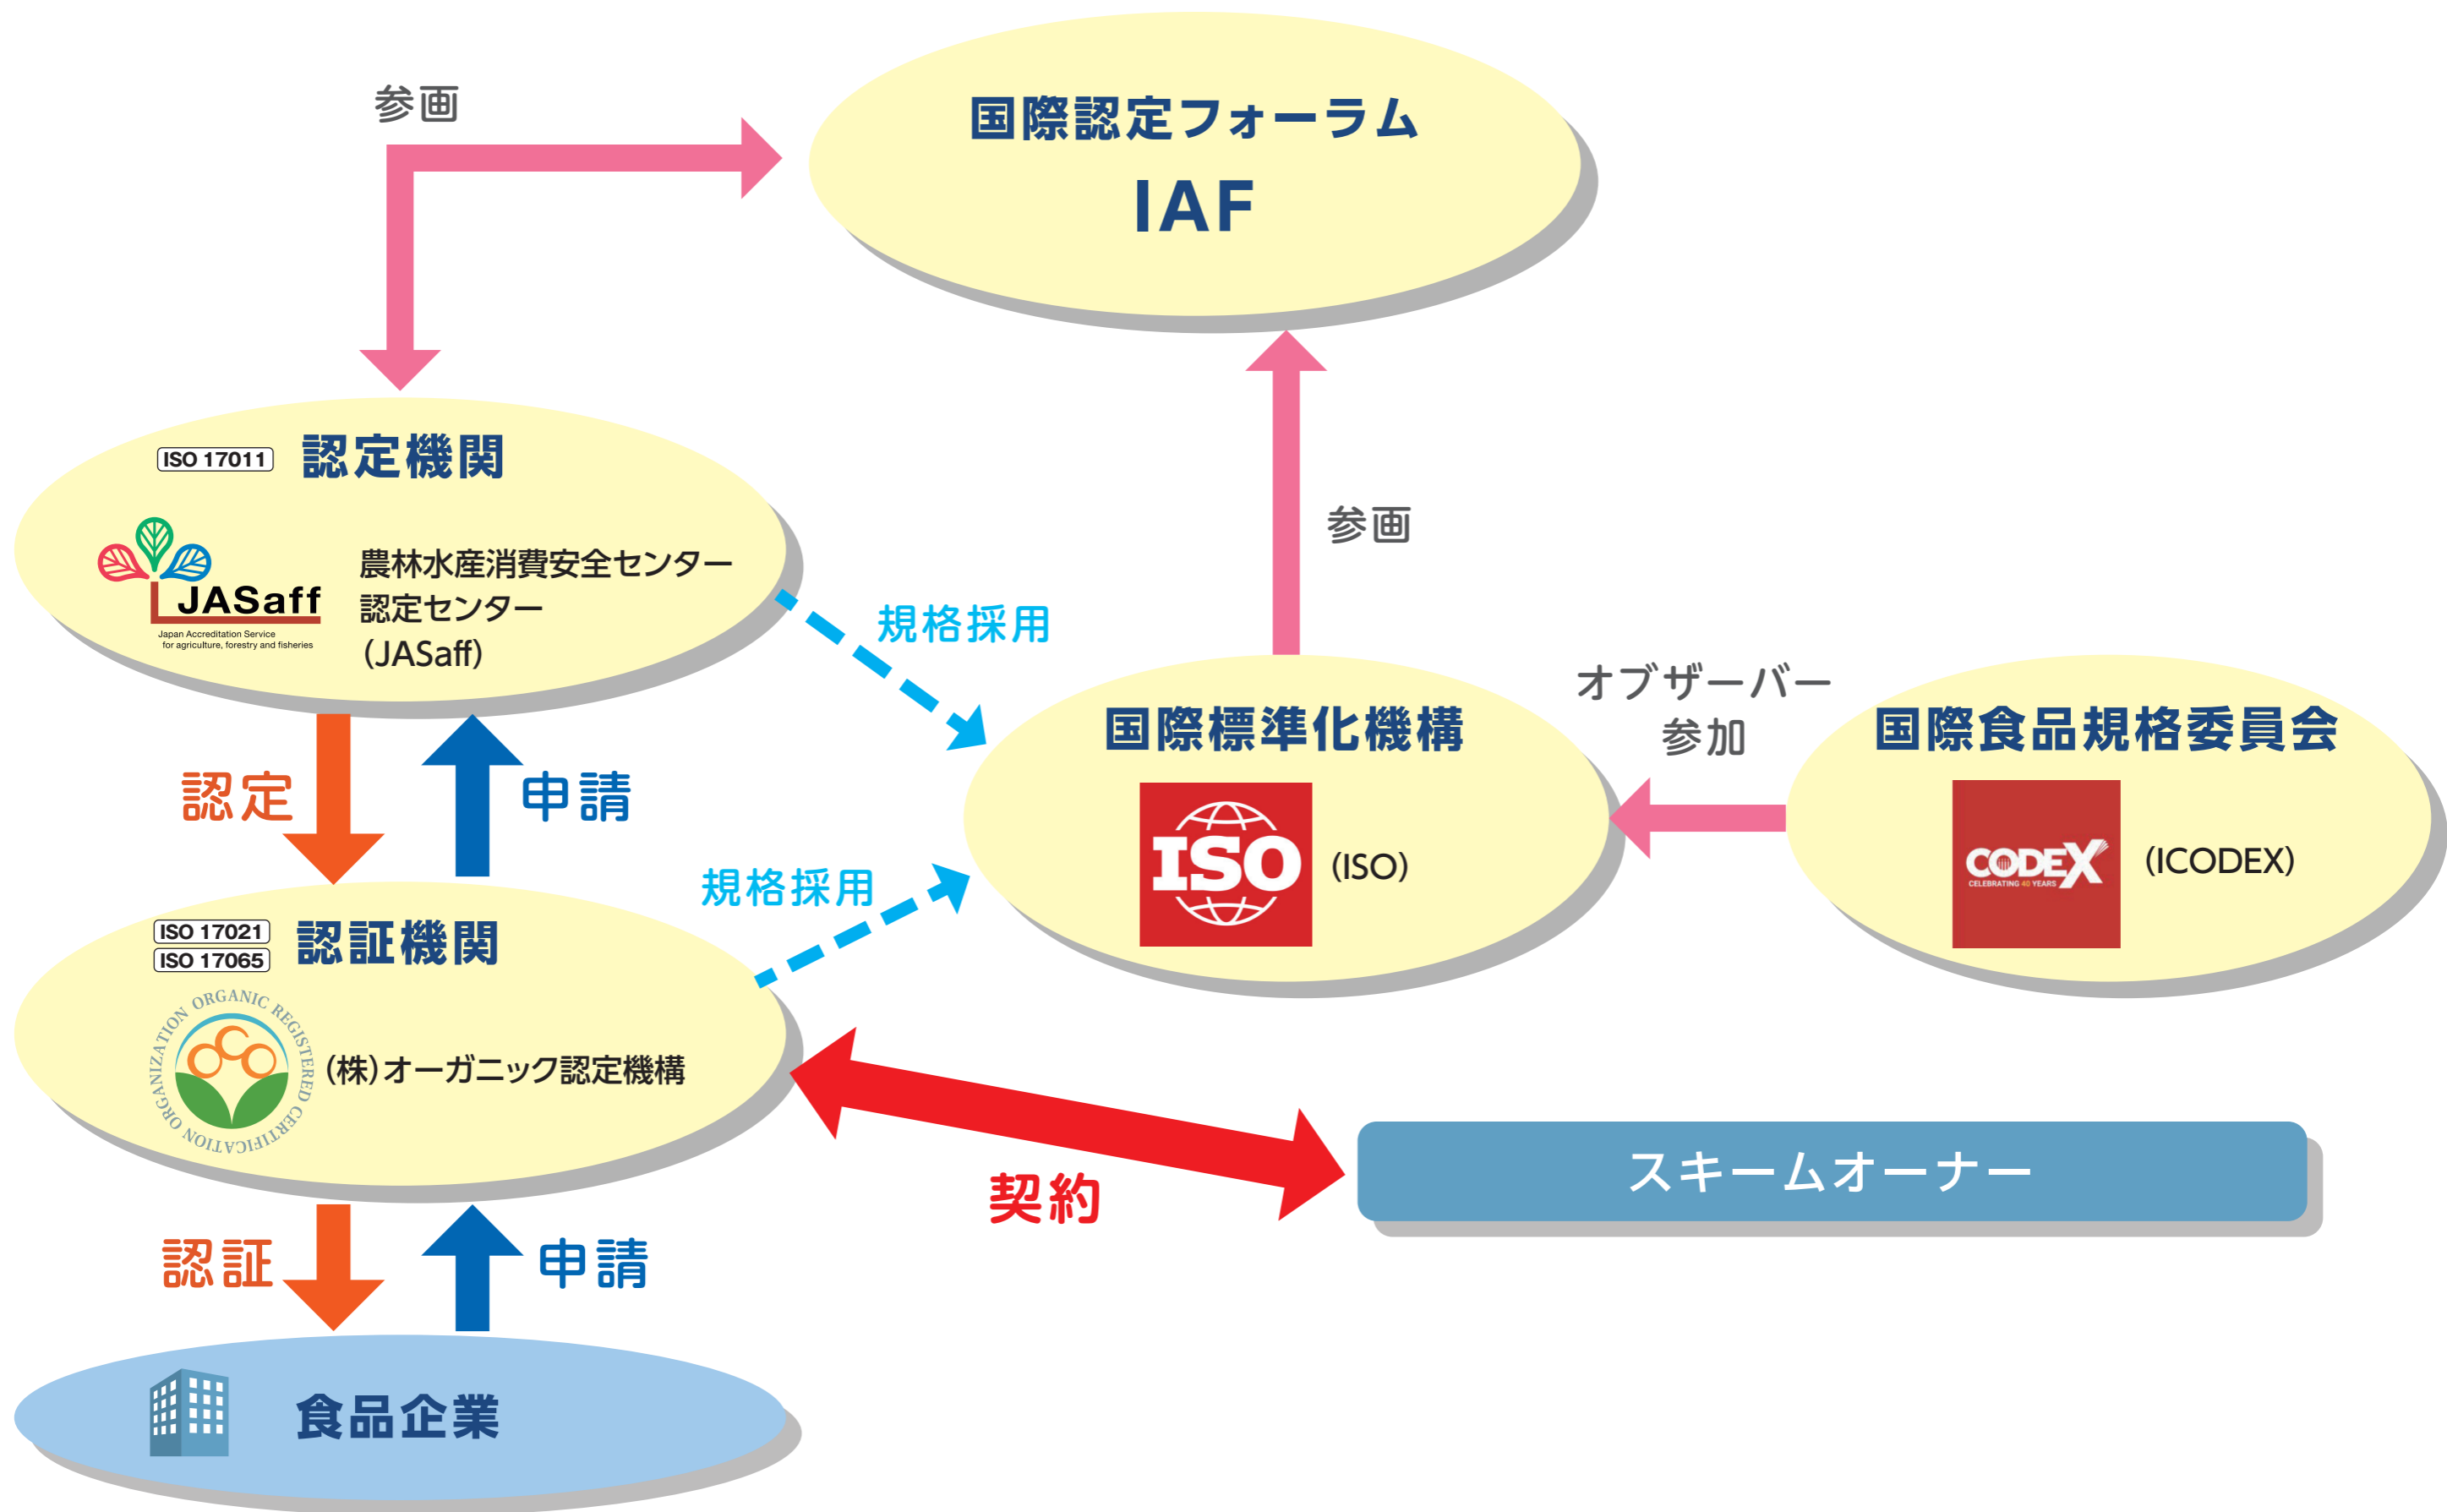 参画
国際認定フォーラム
IAF
ISO 17011
認定機関
JASaff
Japan Accreditation Service
for agriculture, forestry and fisheries
農林水産消費安全センター
認定センター
（JASaff）
規格採用
参画
オブザーバー
参加
国際標準化機構
ISO
（ISO）
国際食品規格委員会
CODEX
CELEBRATING 40 YEARS
（ICODEX）
認定
申請
規格採用
ISO 17021
ISO 17065
認証機関
ORGANIC REGISTERED CERTIFICATION ORGANIZATION
（株）オーガニック認定機構
契約
スキームオーナー
認証
申請
食品企業